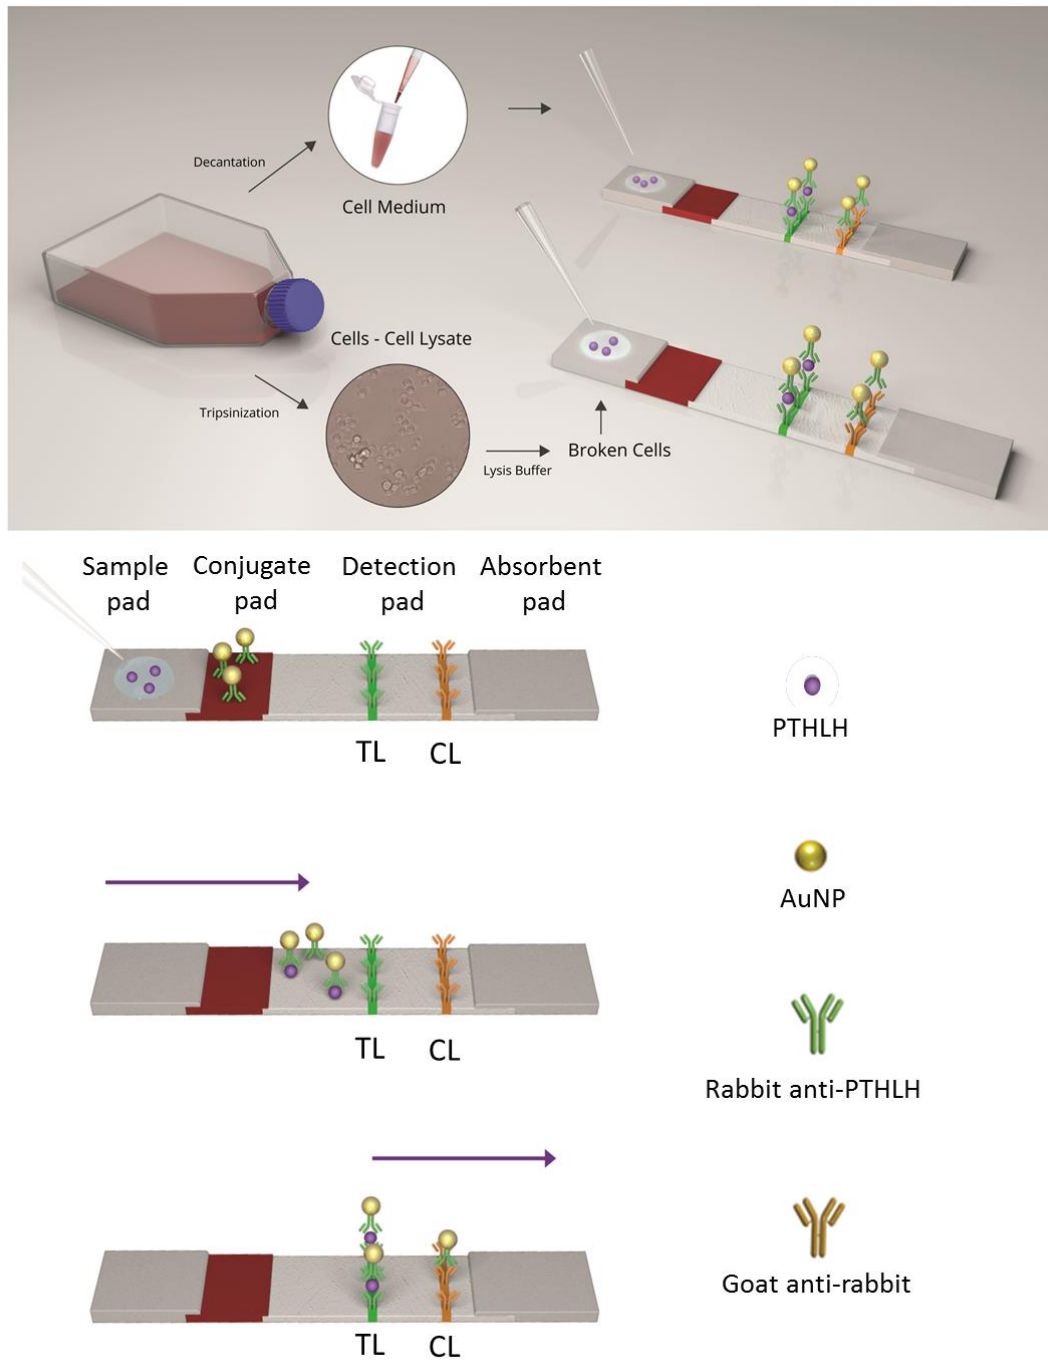 Decantation
Cell Medium
Cells - Cell Lysate
Tripsinization
Lysis Buffer
Broken Cells
Sample
pad
Conjugate
pad
Detection
pad
Absorbent
pad
TL
CL
PTHLH
AuNP
TL
CL
Rabbit anti-PTHLH
Goat anti-rabbit
TL
CL